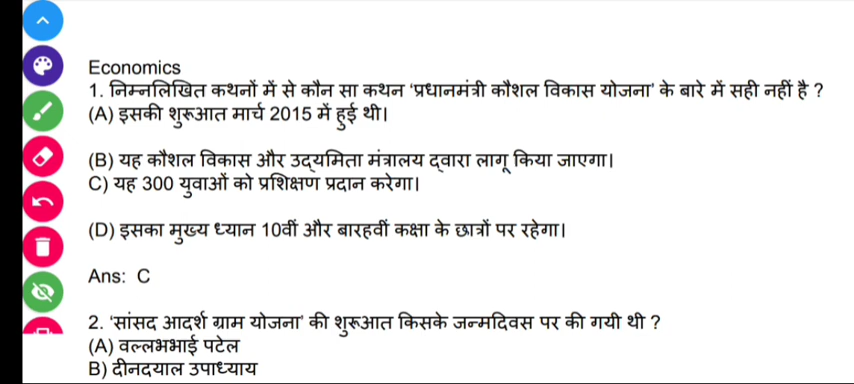 Economics
1. निम्नलिखित कथनों में से कौन सा कथन 'प्रधानमंत्री कौशल विकास योजना' के बारे में सही नहीं है ?
(A) इसकी शुरूआत मार्च 2015 में हुई थी।
(B) यह कौशल विकास और उद्यमिता मंत्रालय द्वारा लागू किया जाएगा।
C) यह 300 युवाओं को प्रशिक्षण प्रदान करेगा।
(D) इसका मुख्य ध्यान 10वीं और बारहवीं कक्षा के छात्रों पर रहेगा।
Ans: C
2. 'सांसद आदर्श ग्राम योजना' की शुरूआत किसके जन्मदिवस पर की गयी थी ?
(A) वल्लभभाई पटेल
B) दीनदयाल उपाध्याय